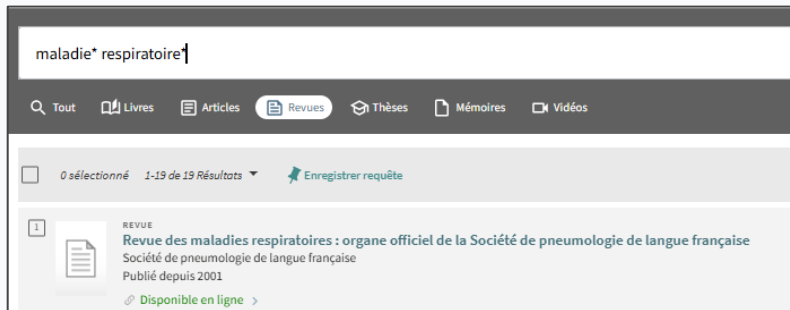 maladie* respiratoire*
Tout Livres Articles Revues Thèses Mémoires Vidéos
0 sélectionné 1-19 de 19 Résultats Enregistrer requête
1
REVUE
Revue des maladies respiratoires : organe officiel de la Société de pneumologie de langue française
Société de pneumologie de langue française
Publié depuis 2001
Disponible en ligne